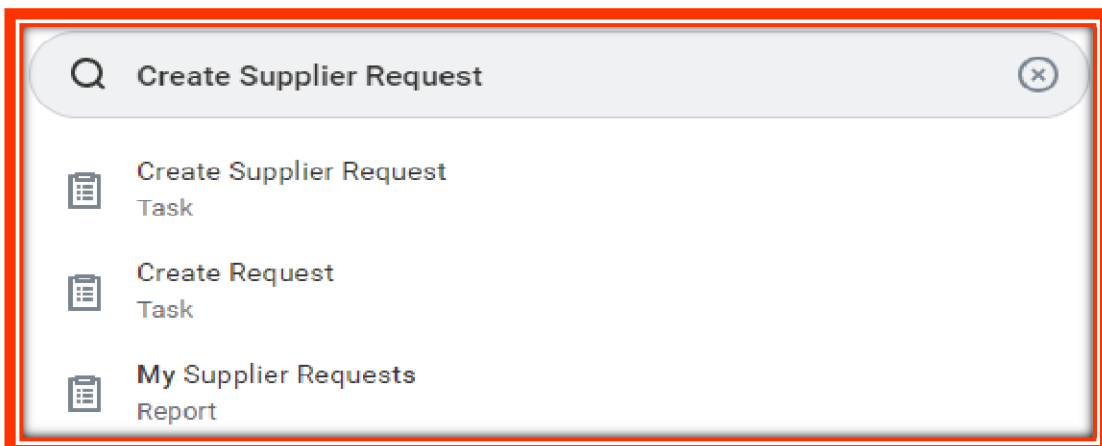 Create Supplier Request
Create Supplier Request
Task
Create Request
Task
My Supplier Requests
Report